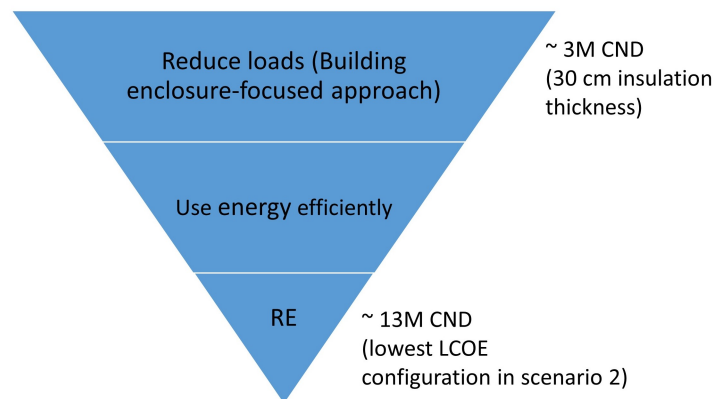 Reduce loads (Building
enclosure-focused approach)
~ 3M CND
(30 cm insulation
thickness)
Use energy efficiently
RE
~ 13M CND
(lowest LCOE
configuration in scenario 2)